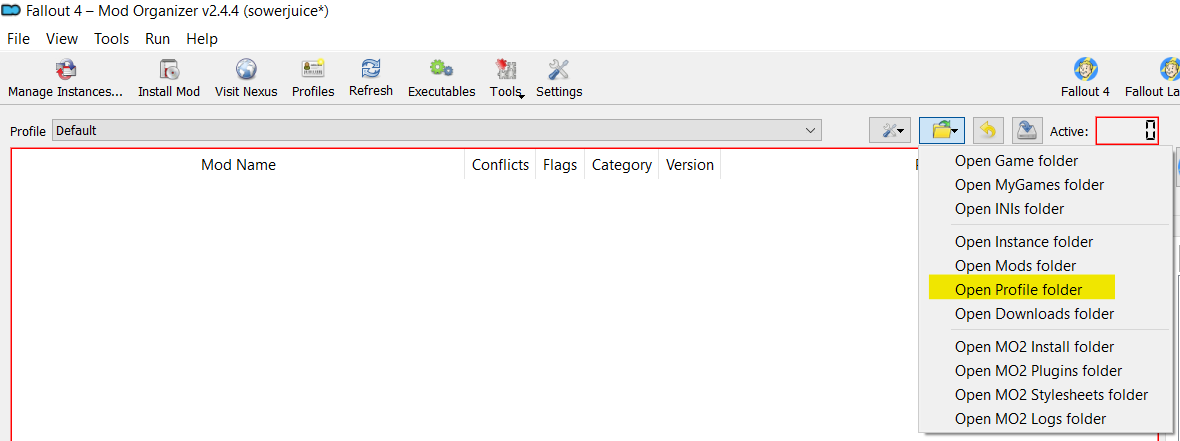 Fallout 4 – Mod Organizer v2.4.4 (sowerjuice*)
File View Tools Run Help
Manage Instances... Install Mod Visit Nexus Profiles Refresh Executables Tools Settings Fallout 4 Fallout La
Profile Default Active: 0
Mod Name Conflicts Flags Category Version
Open Game folder
Open MyGames folder
Open INIs folder
Open Instance folder
Open Mods folder
Open Profile folder
Open Downloads folder
Open MO2 Install folder
Open MO2 Plugins folder
Open MO2 Stylesheets folder
Open MO2 Logs folder